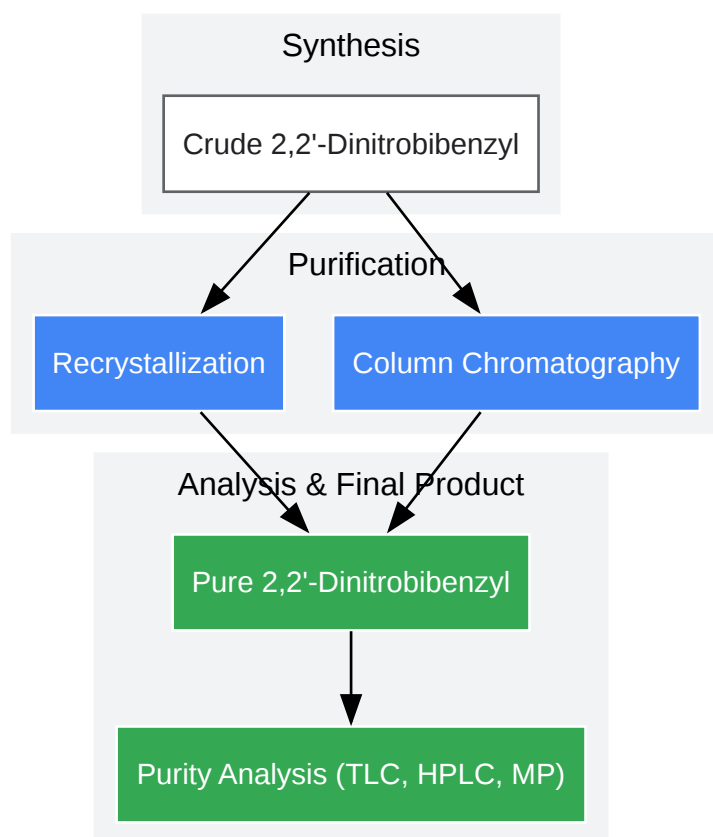 Synthesis
Crude 2,2'-Dinitrobibenzyl
Purification
Recrystallization
Column Chromatography
Analysis & Final Product
Pure 2,2'-Dinitrobibenzyl
Purity Analysis (TLC, HPLC, MP)